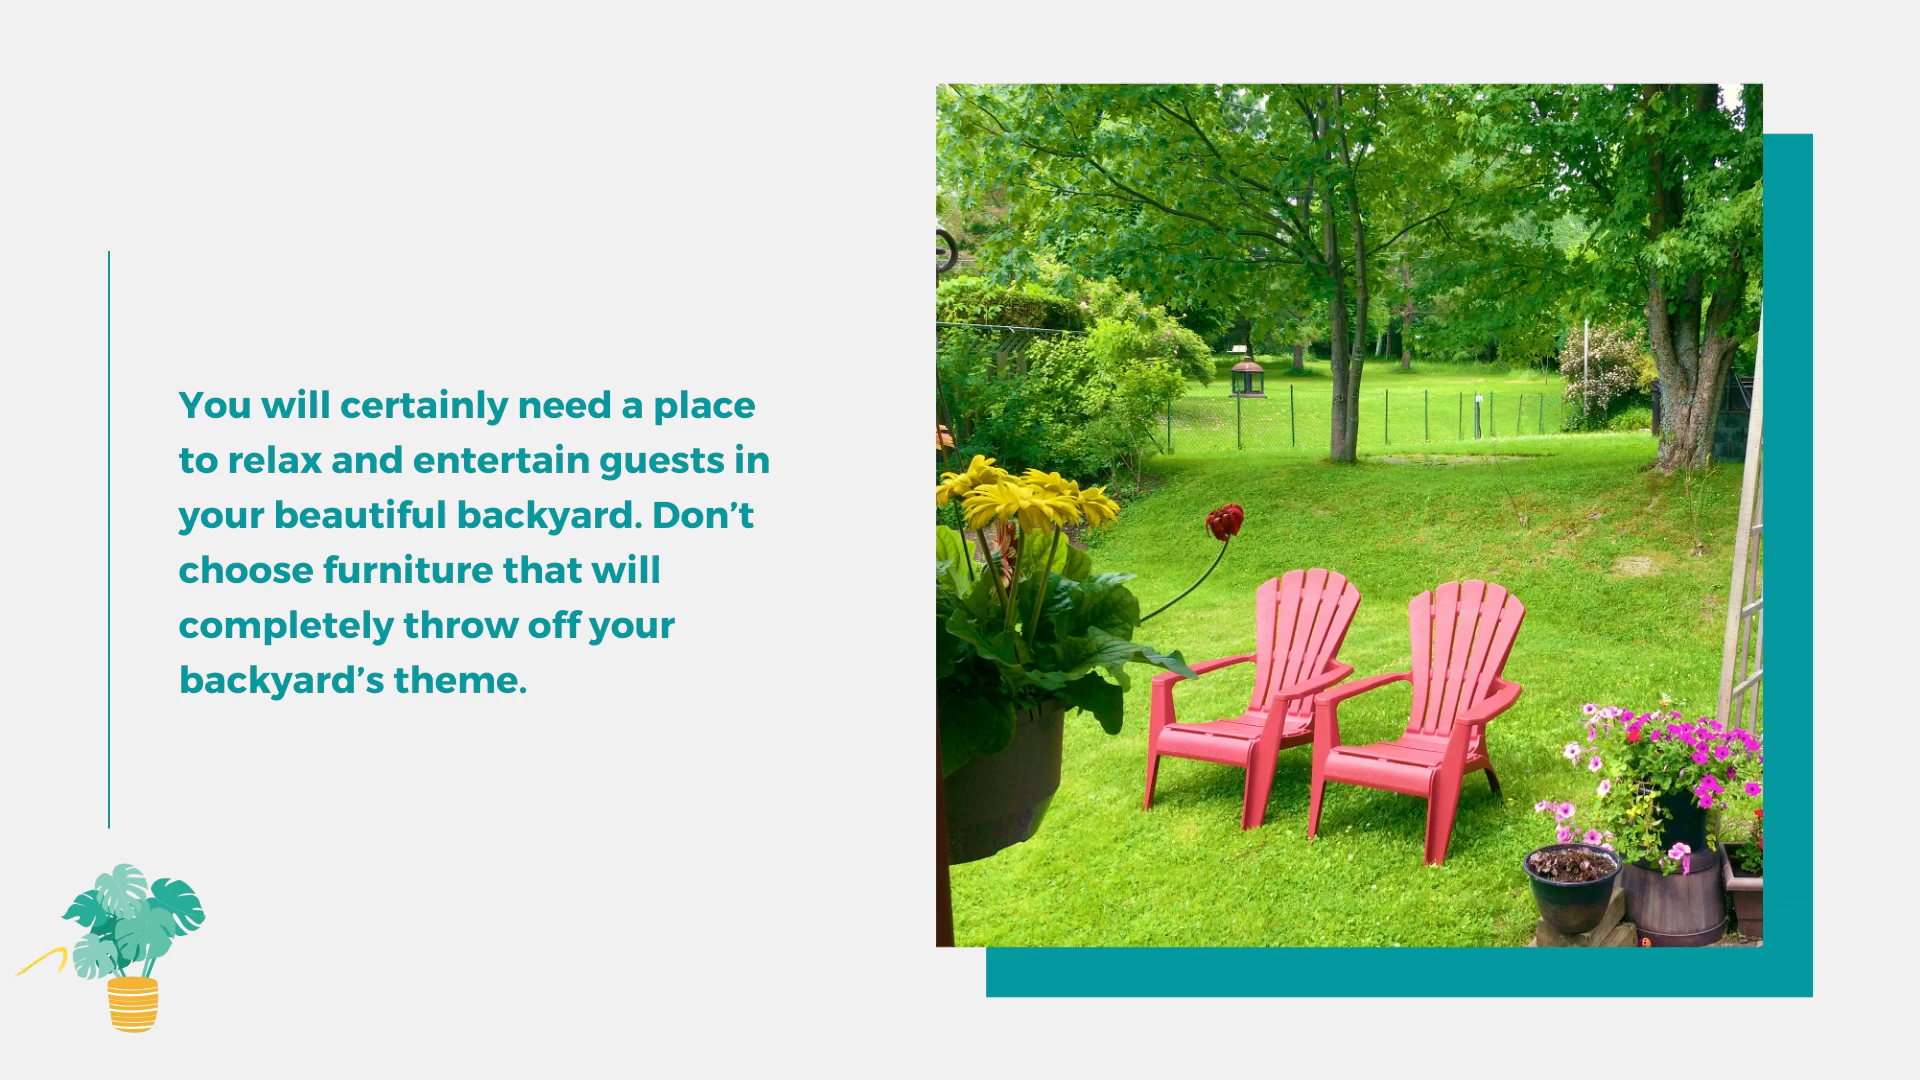 You will certainly need a place
to relax and entertain guests in
your beautiful backyard. Don’t
choose furniture that will
completely throw off your
backyard’s theme.